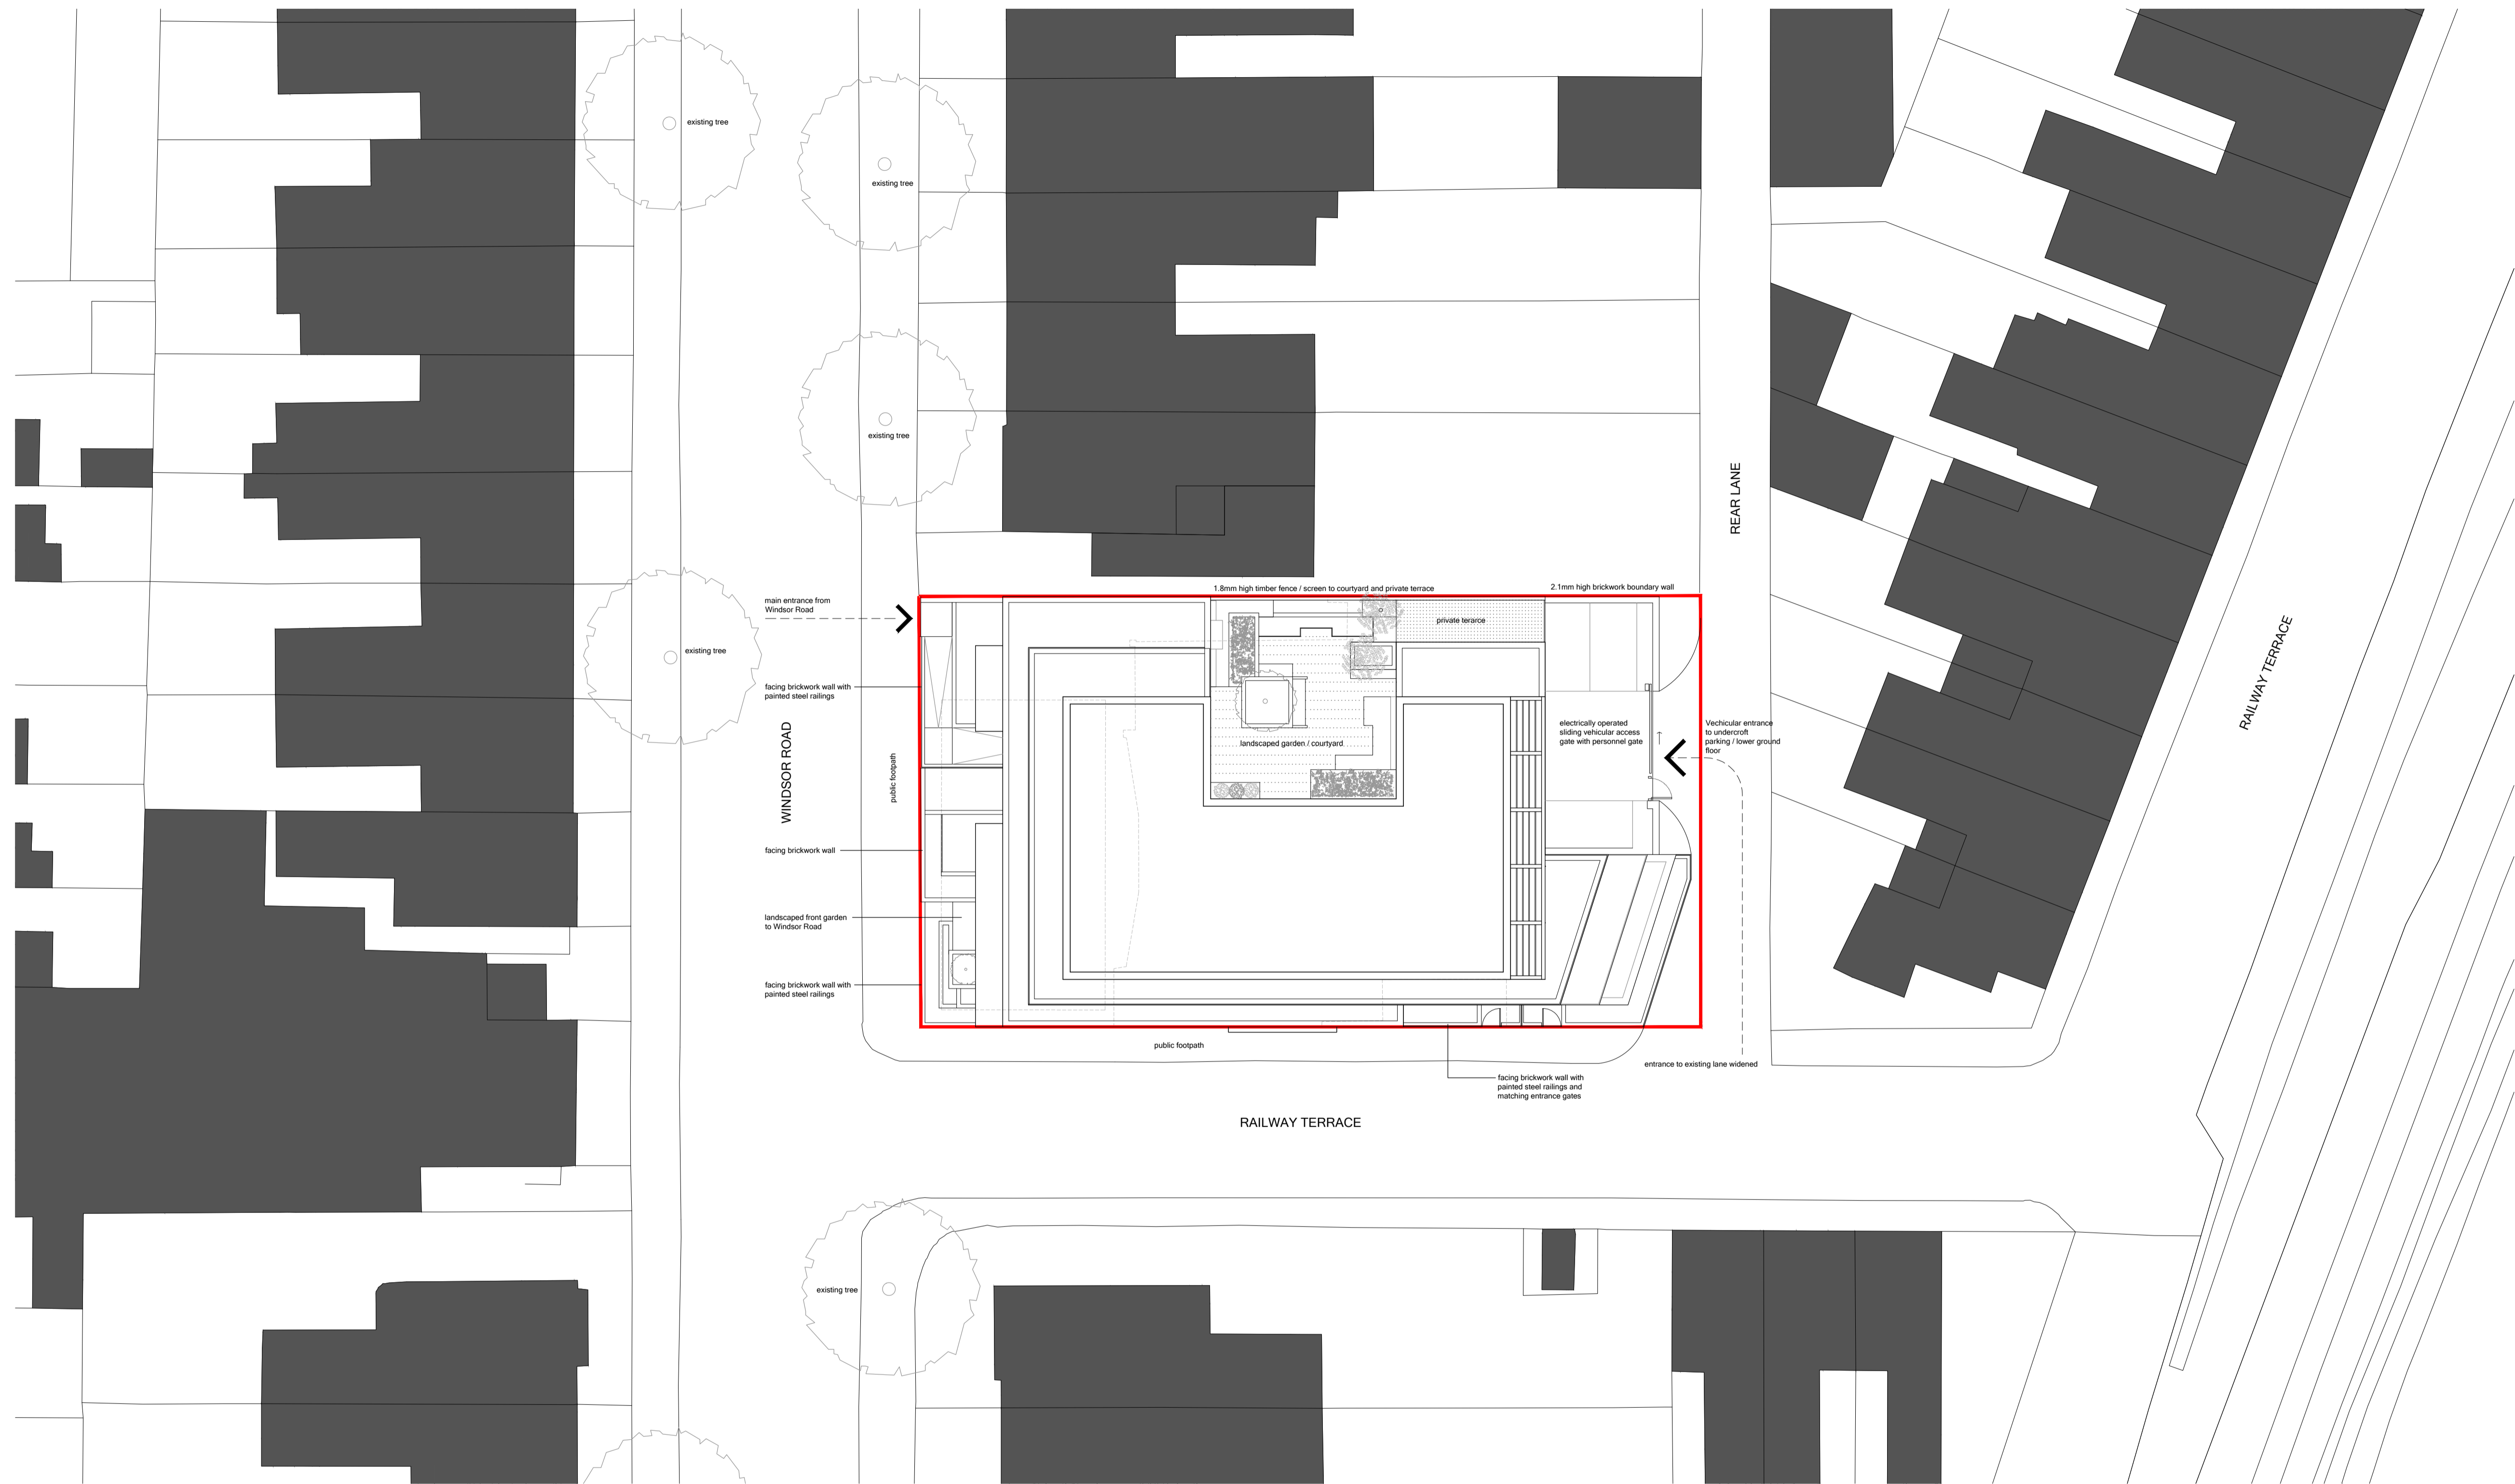 existing tree
existing tree
existing tree
REAR LANE
1.8mm high timber fence / screen to courtyard and private terrace
2.1mm high brickwork boundary wall
main entrance from
Windsor Road
private terarce
RAILWAY TERRACE
existing tree
facing brickwork wall with
painted steel railings
WINDSOR ROAD
public footpath
landscaped garden / courtyard
electrically operated
sliding vehicular access
gate with personnel gate
Vechicular entrance
to undercroft
parking / lower ground
floor
facing brickwork wall
landscaped front garden
to Windsor Road
facing brickwork wall with
painted steel railings
public footpath
entrance to existing lane widened
facing brickwork wall with
painted steel railings and
matching entrance gates
RAILWAY TERRACE
existing tree